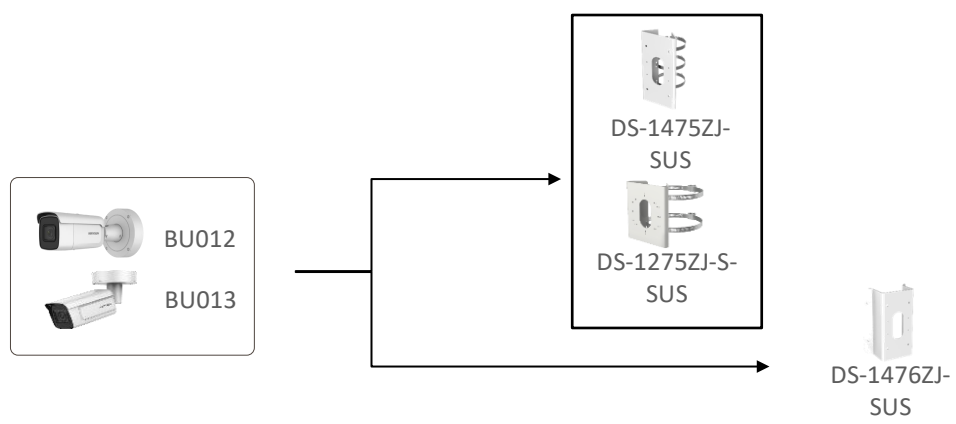 DS-1475ZJ-
SUS
BU012
BU013
DS-1275ZJ-S-
SUS
DS-1476ZJ-
SUS